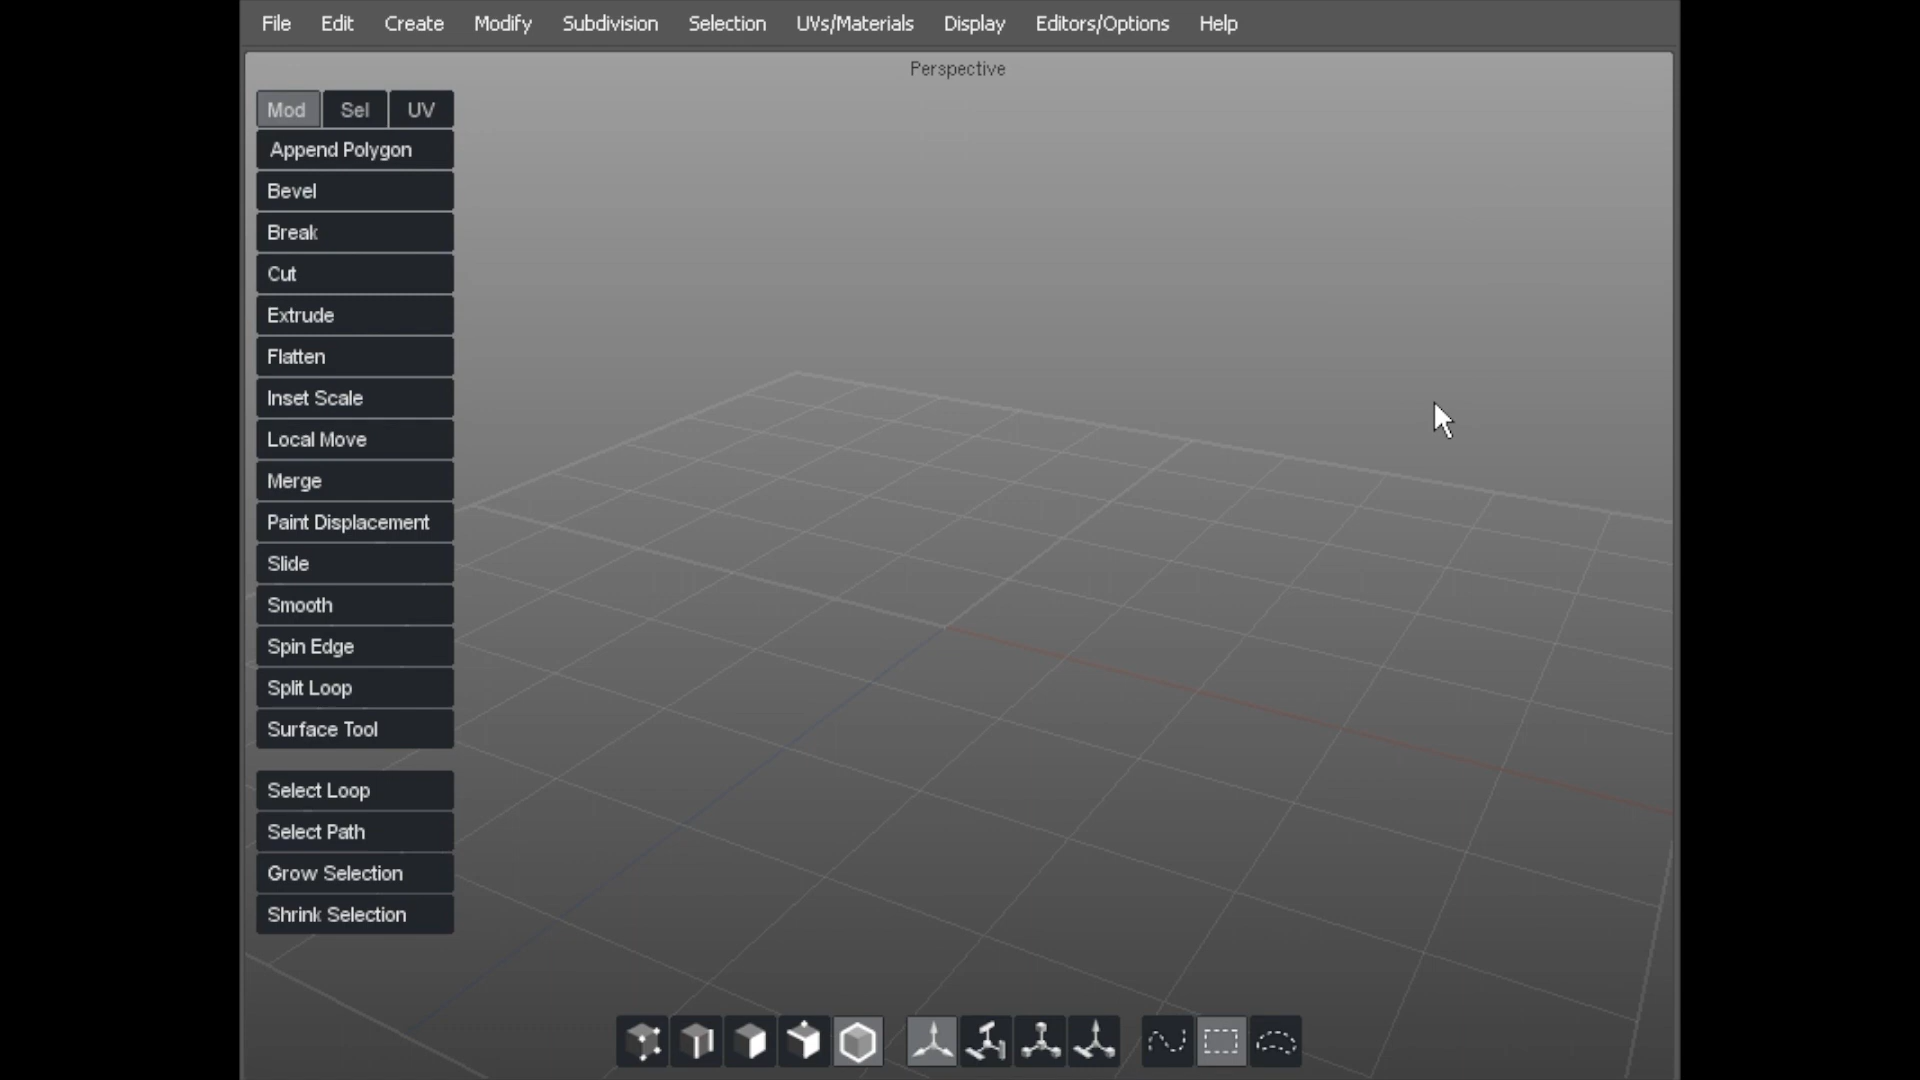 File Edit Create Modify Subdivision Selection UVs/Materials Display Editors/Options Help
Perspective
Mod Sel UV
Append Polygon
Bevel
Break
Cut
Extrude
Flatten
Inset Scale
Local Move
Merge
Paint Displacement
Slide
Smooth
Spin Edge
Split Loop
Surface Tool
Select Loop
Select Path
Grow Selection
Shrink Selection